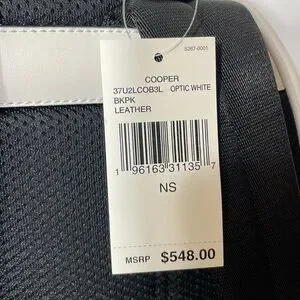 S267-0001
COOPER
37U2LCOB3L OPTIC WHITE
BKPK
LEATHER
1 96163 31135 7
NS
MSRP $548.00